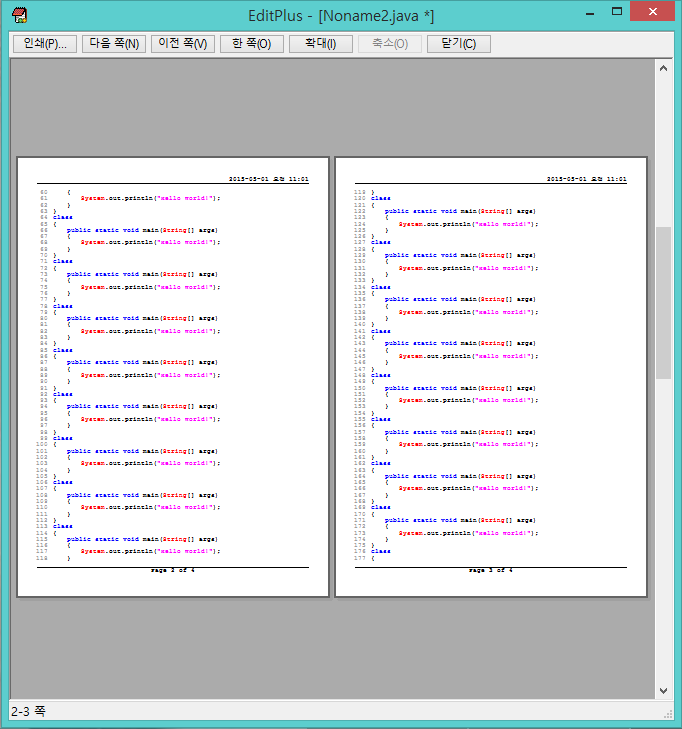 EditPlus - [Noname2.java *]
인쇄(P)... 다음 쪽(N) 이전 쪽(V) 한 쪽(O) 확대(I) 축소(O) 닫기(C)
2015-05-01 오전 11:01
60 {
61 System.out.println("Hello World!");
62 }
63 }
64 class
65 {
66 public static void main(String[] args)
67 {
68 System.out.println("Hello World!");
69 }
70 }
71 class
72 {
73 public static void main(String[] args)
74 {
75 System.out.println("Hello World!");
76 }
77 }
78 class
79 {
80 public static void main(String[] args)
81 {
82 System.out.println("Hello World!");
83 }
84 }
85 class
86 {
87 public static void main(String[] args)
88 {
89 System.out.println("Hello World!");
90 }
91 }
92 class
93 {
94 public static void main(String[] args)
95 {
96 System.out.println("Hello World!");
97 }
98 }
99 class
100 {
101 public static void main(String[] args)
102 {
103 System.out.println("Hello World!");
104 }
105 }
106 class
107 {
108 public static void main(String[] args)
109 {
110 System.out.println("Hello World!");
111 }
112 }
113 class
114 {
115 public static void main(String[] args)
116 {
117 System.out.println("Hello World!");
118 }
Page 2 of 4
2015-05-01 오전 11:01
119 }
120 class
121 {
122 public static void main(String[] args)
123 {
124 System.out.println("Hello World!");
125 }
126 }
127 class
128 {
129 public static void main(String[] args)
130 {
131 System.out.println("Hello World!");
132 }
133 }
134 class
135 {
136 public static void main(String[] args)
137 {
138 System.out.println("Hello World!");
139 }
140 }
141 class
142 {
143 public static void main(String[] args)
144 {
145 System.out.println("Hello World!");
146 }
147 }
148 class
149 {
150 public static void main(String[] args)
151 {
152 System.out.println("Hello World!");
153 }
154 }
155 class
156 {
157 public static void main(String[] args)
158 {
159 System.out.println("Hello World!");
160 }
161 }
162 class
163 {
164 public static void main(String[] args)
165 {
166 System.out.println("Hello World!");
167 }
168 }
169 class
170 {
171 public static void main(String[] args)
172 {
173 System.out.println("Hello World!");
174 }
175 }
176 class
177 {
Page 3 of 4
2-3 쪽